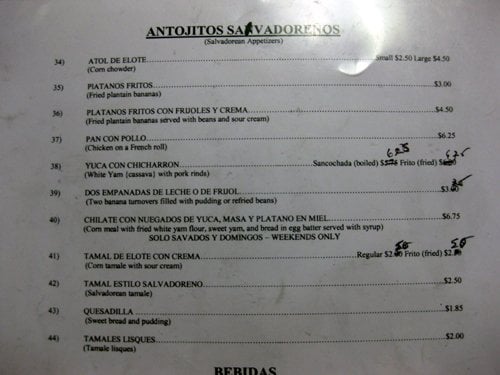 ANTOJITOS SALVADOREÑOS
(Salvadorean Appetizers)
34) ATOL DE ELOTE Small $2.50 Large $4.50
(Corn chowder)
35) PLATANOS FRITOS $3.00
(Fried plantain bananas)
36) PLATANOS FRITOS CON FRIJOLES Y CREMA $4.50
(Fried plantain bananas served with beans and sour cream)
37) PAN CON POLLO $6.25
(Chicken on a French roll)
38) YUCA CON CHICHARRON Sancochada (boiled) 625 Frito (fried) 625
(White Yam {cassava} with pork rinds)
39) DOS EMPANADAS DE LECHE O DE FRIJOL $3.
(Two banana turnovers filled with pudding or refried beans)
40) CHILATE CON NUEGADOS DE YUCA, MASA Y PLATANO EN MIEL $6.75
(Corn meal with fried white yam flour, sweet yam, and bread in egg batter served with syrup)
SOLO SAVADOS Y DOMINGOS – WEEKENDS ONLY
41) TAMAL DE ELOTE CON CREMA Regular $2.50 Frito (fried) $2.50
(Corn tamale with sour cream)
42) TAMAL ESTILO SALVADOREÑO $2.50
(Salvadorean tamale)
43) QUESADILLA $1.85
(Sweet bread and pudding)
44) TAMALES LISQUES $2.00
(Tamale lisques)
BEBIDAS